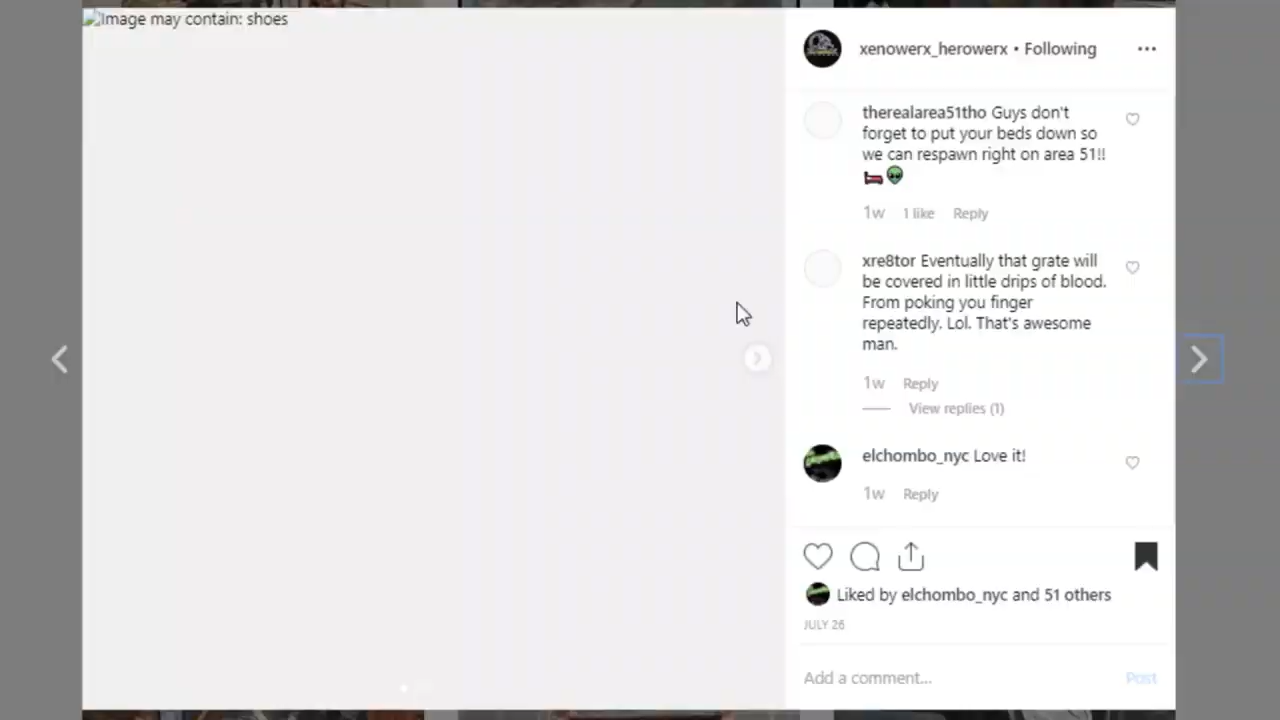 Image may contain: shoes
xenowerx_herowerx • Following
therealarea51tho Guys don't
forget to put your beds down so
we can respawn right on area 51!!
🛏️👽
1w 1 like Reply
xre8tor Eventually that grate will
be covered in little drips of blood.
From poking you finger
repeatedly. Lol. That's awesome
man.
1w Reply
View replies (1)
elchombo_nyc Love it!
1w Reply
Liked by elchombo_nyc and 51 others
JULY 26
Add a comment... Post